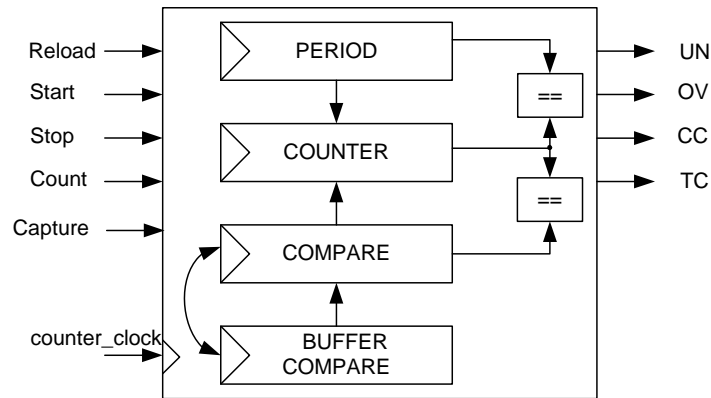 Reload
Start
Stop
Count
Capture
counter_clock
PERIOD
COUNTER
COMPARE
BUFFER
COMPARE
==
==
UN
OV
CC
TC